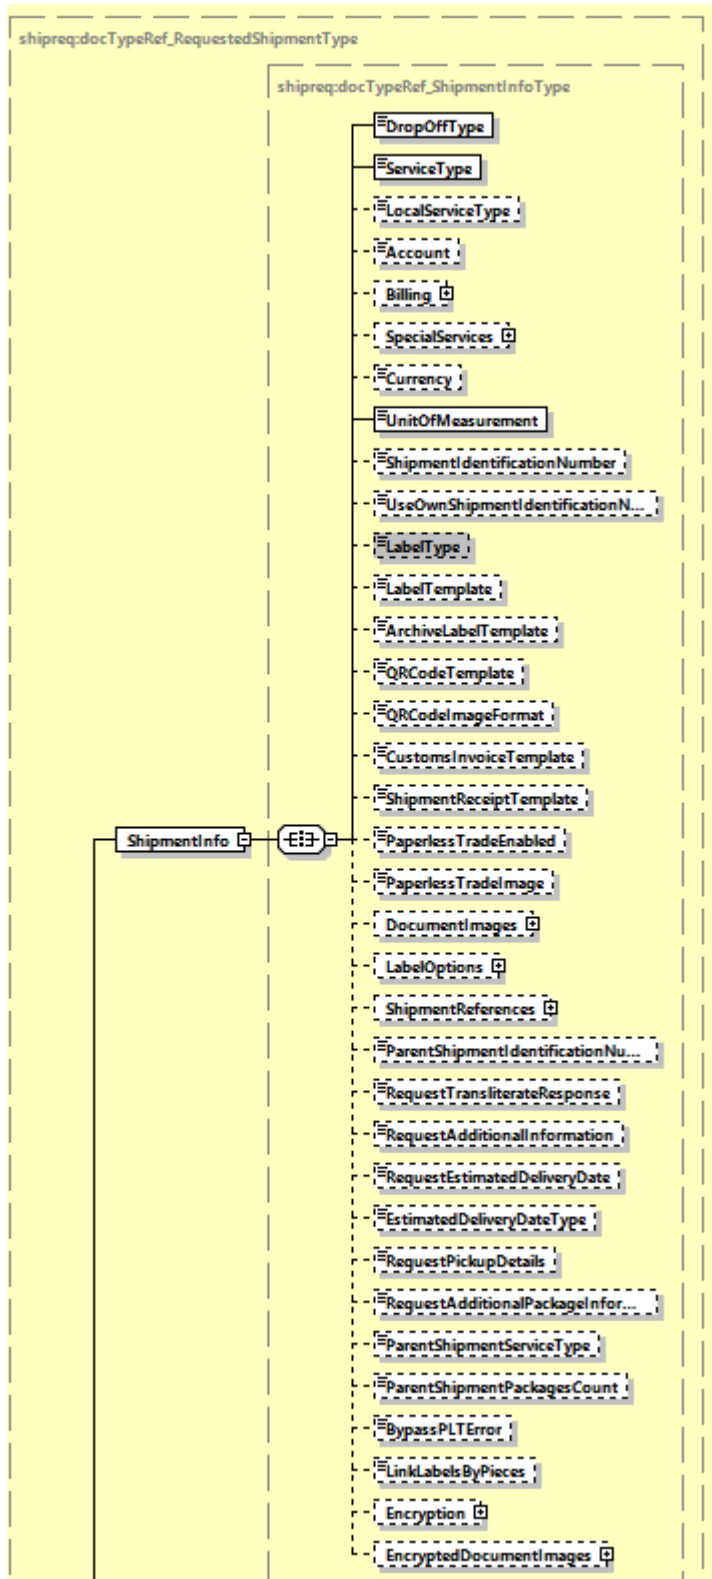 shipreq:docTypeRef_RequestedShipmentType
shipreq:docTypeRef_ShipmentInfoType
DropOffType
ServiceType
LocalServiceType
Account
Billing
SpecialServices
Currency
UnitOfMeasurement
ShipmentIdentificationNumber
UseOwnShipmentIdentificationN...
LabelType
LabelTemplate
ArchiveLabelTemplate
QRCodeTemplate
QRCodeImageFormat
CustomsInvoiceTemplate
ShipmentReceiptTemplate
ShipmentInfo
PaperlessTradeEnabled
PaperlessTradeImage
DocumentImages
LabelOptions
ShipmentReferences
ParentShipmentIdentificationNu...
RequestTransliterateResponse
RequestAdditionalInformation
RequestEstimatedDeliveryDate
EstimatedDeliveryDateType
RequestPickupDetails
RequestAdditionalPackageInfor...
ParentShipmentServiceType
ParentShipmentPackagesCount
BypassPLTError
LinkLabelsByPieces
Encryption
EncryptedDocumentImages